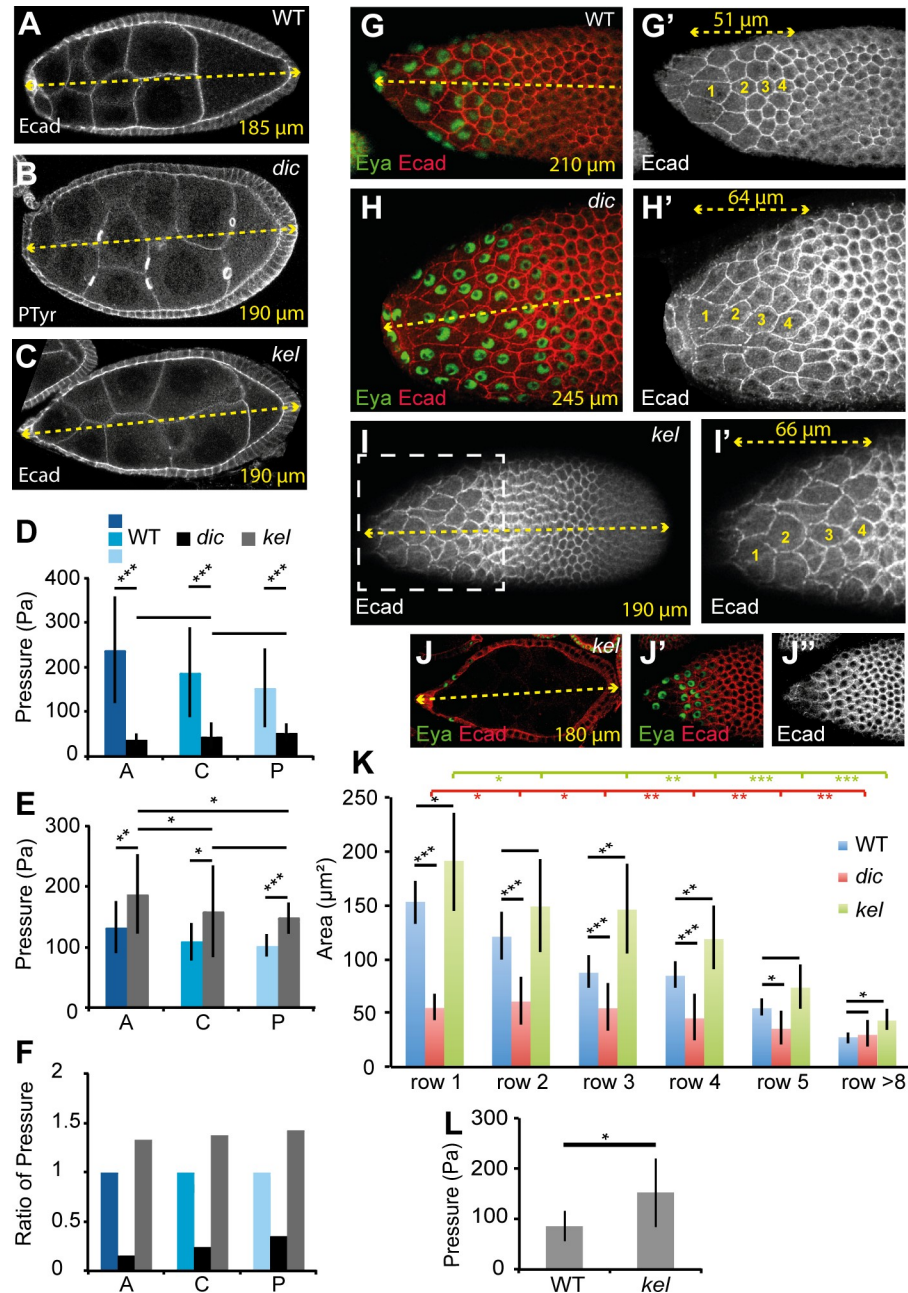 A WT
Ecad 185 µm
B dic
PTyr 190 µm
C kel
Ecad 190 µm
D WT dic kel
Pressure (Pa)
400
300
200
100
0
*** *** ***
A C P
E
Pressure (Pa)
300
200
100
0
** * ***
*
*
A C P
F
Ratio of Pressure
2
1.5
1
0.5
0
A C P
G WT
Eya Ecad 210 µm
G' 51 µm
1 2 3 4
Ecad
H dic
Eya Ecad 245 µm
H' 64 µm
1 2 3 4
Ecad
I kel
Ecad 190 µm
I' 66 µm
1 2 3 4
Ecad
J kel
Eya Ecad 180 µm
J'
Eya Ecad
J''
Ecad
K
* ** *** ***
* * ** ** **
Area (µm²)
250
200
150
100
50
0
* *** *** ** *** ** *** * *
WT
dic
kel
row 1 row 2 row 3 row 4 row 5 row >8
L
Pressure (Pa)
300
200
100
0
*
WT kel